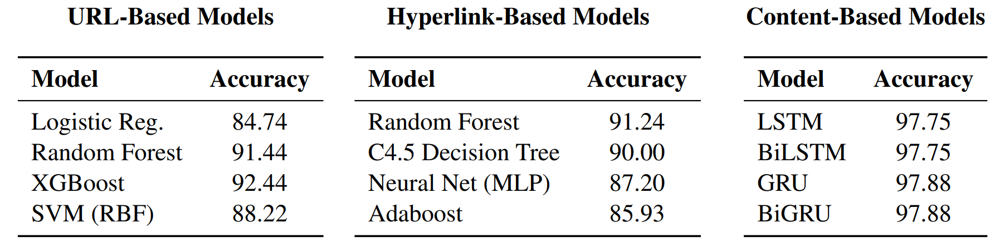 URL-Based Models
Model Accuracy
Logistic Reg. 84.74
Random Forest 91.44
XGBoost 92.44
SVM (RBF) 88.22
Hyperlink-Based Models
Model Accuracy
Random Forest 91.24
C4.5 Decision Tree 90.00
Neural Net (MLP) 87.20
Adaboost 85.93
Content-Based Models
Model Accuracy
LSTM 97.75
BiLSTM 97.75
GRU 97.88
BiGRU 97.88